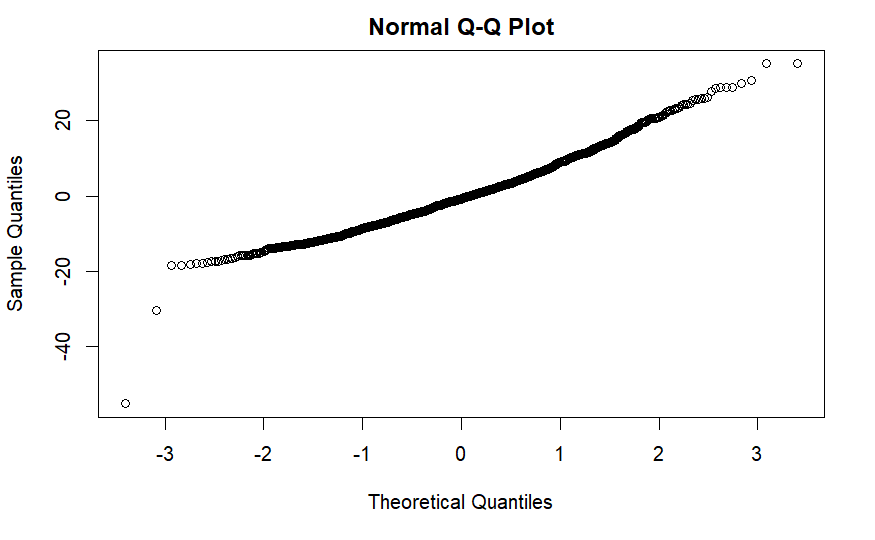 Normal Q-Q Plot
Sample Quantiles
20
0
-20
-40
-3 -2 -1 0 1 2 3
Theoretical Quantiles